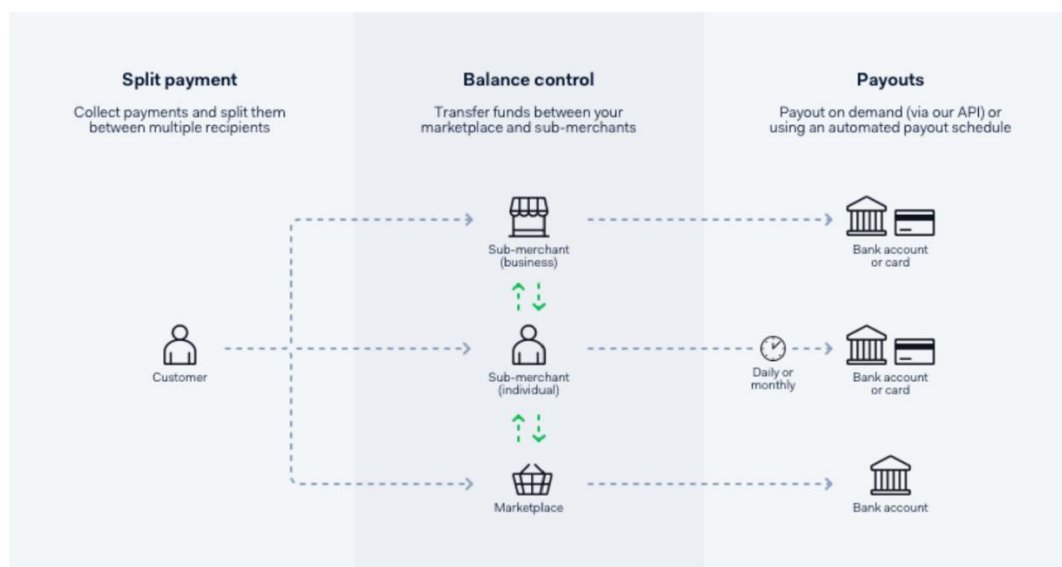 Split payment
Collect payments and split them
between multiple recipients
Balance control
Transfer funds between your
marketplace and sub-merchants
Payouts
Payout on demand (via our API) or
using an automated payout schedule
Sub-merchant
(business)
Bank account
or card
Customer
Sub-merchant
(individual)
Daily or
monthly
Bank account
or card
Marketplace
Bank account